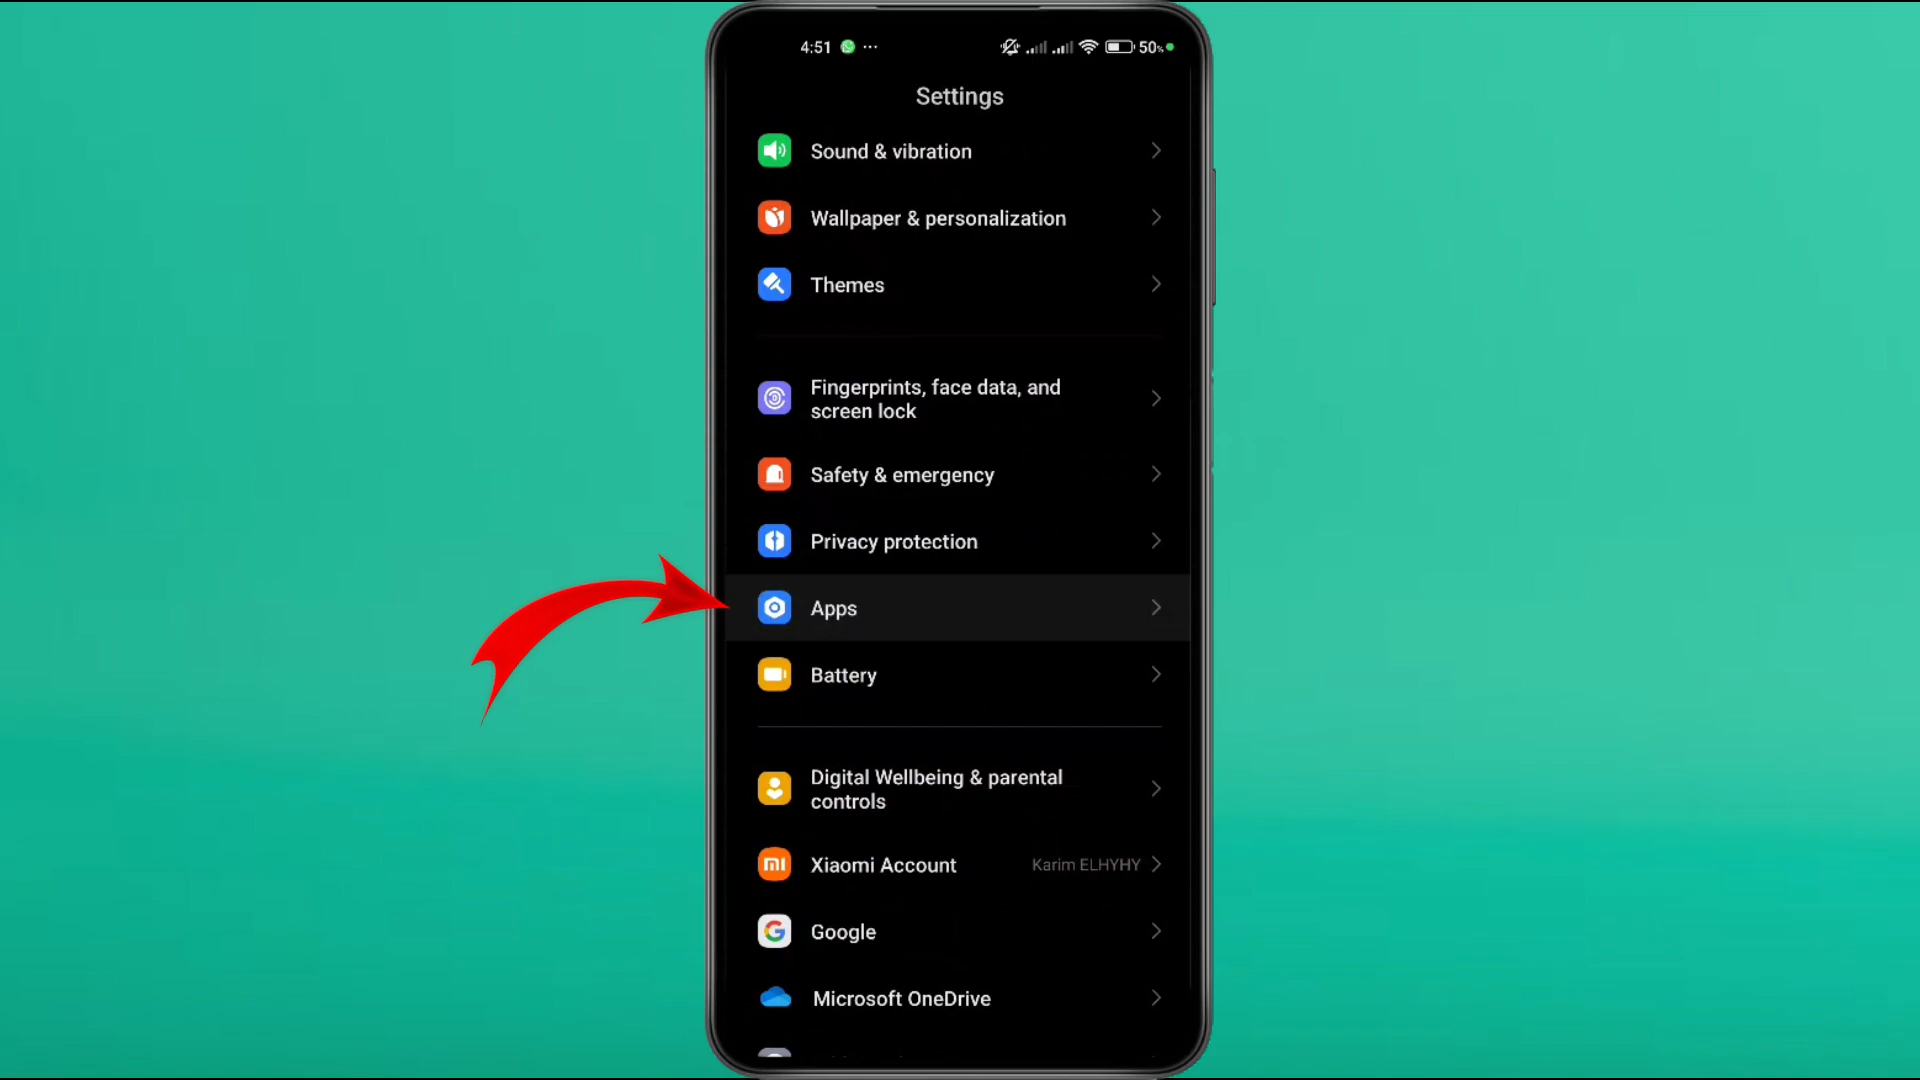 4:51 ... 50%
Settings
Sound & vibration
Wallpaper & personalization
Themes
Fingerprints, face data, and
screen lock
Safety & emergency
Privacy protection
Apps
Battery
Digital Wellbeing & parental
controls
mi Xiaomi Account Karim ELHYHY
G Google
Microsoft OneDrive